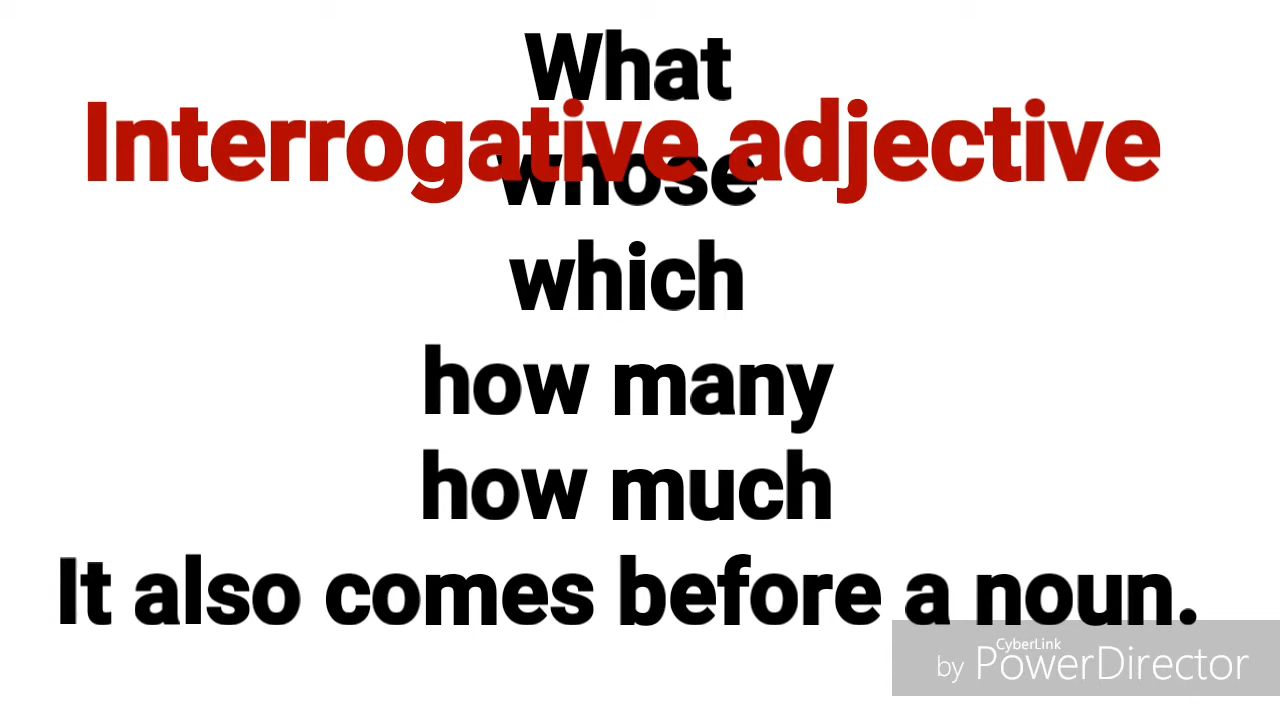 What
Interrogative adjective
whose
which
how many
how much
It also comes before a noun.
CyberLink
by PowerDirector